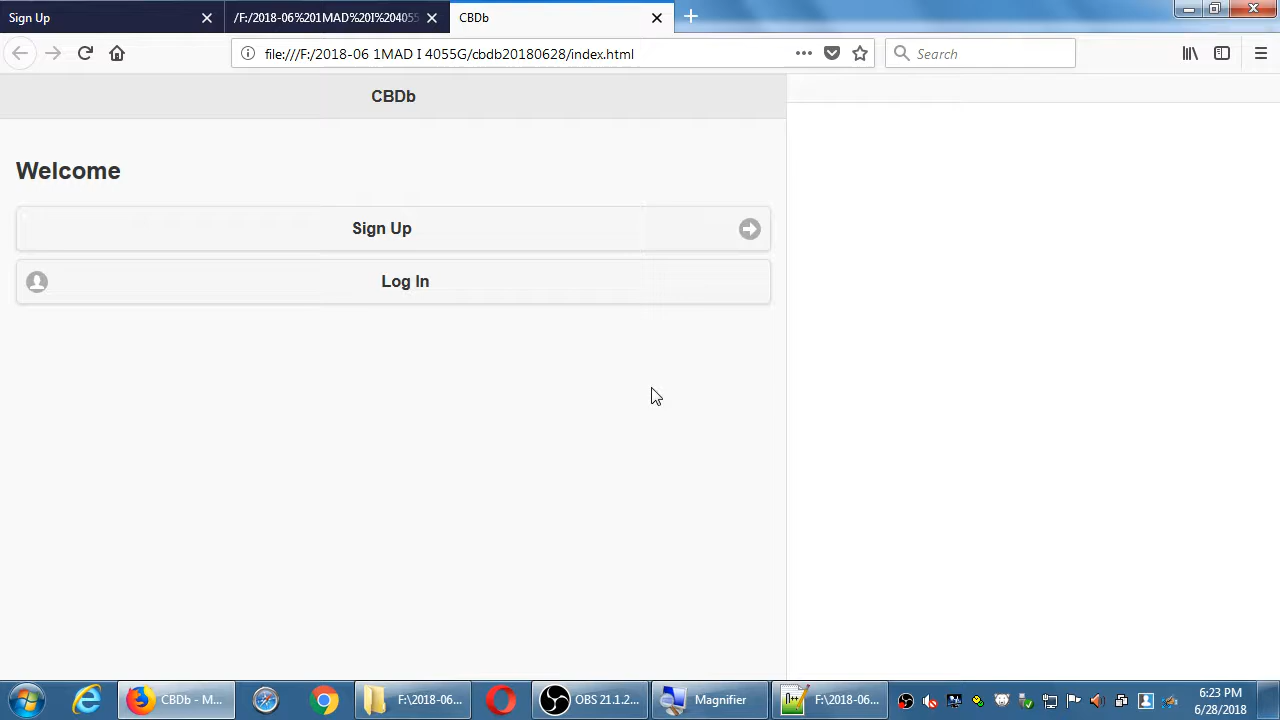 Sign Up
/F:/2018-06%201MAD%20I%204055
CBDb
file:///F:/2018-06 1MAD I 4055G/cbdb20180628/index.html
Search
CBDb
Welcome
Sign Up
Log In
CBDb - M...
F:\2018-06...
OBS 21.1.2...
Magnifier
F:\2018-06...
6:23 PM
6/28/2018